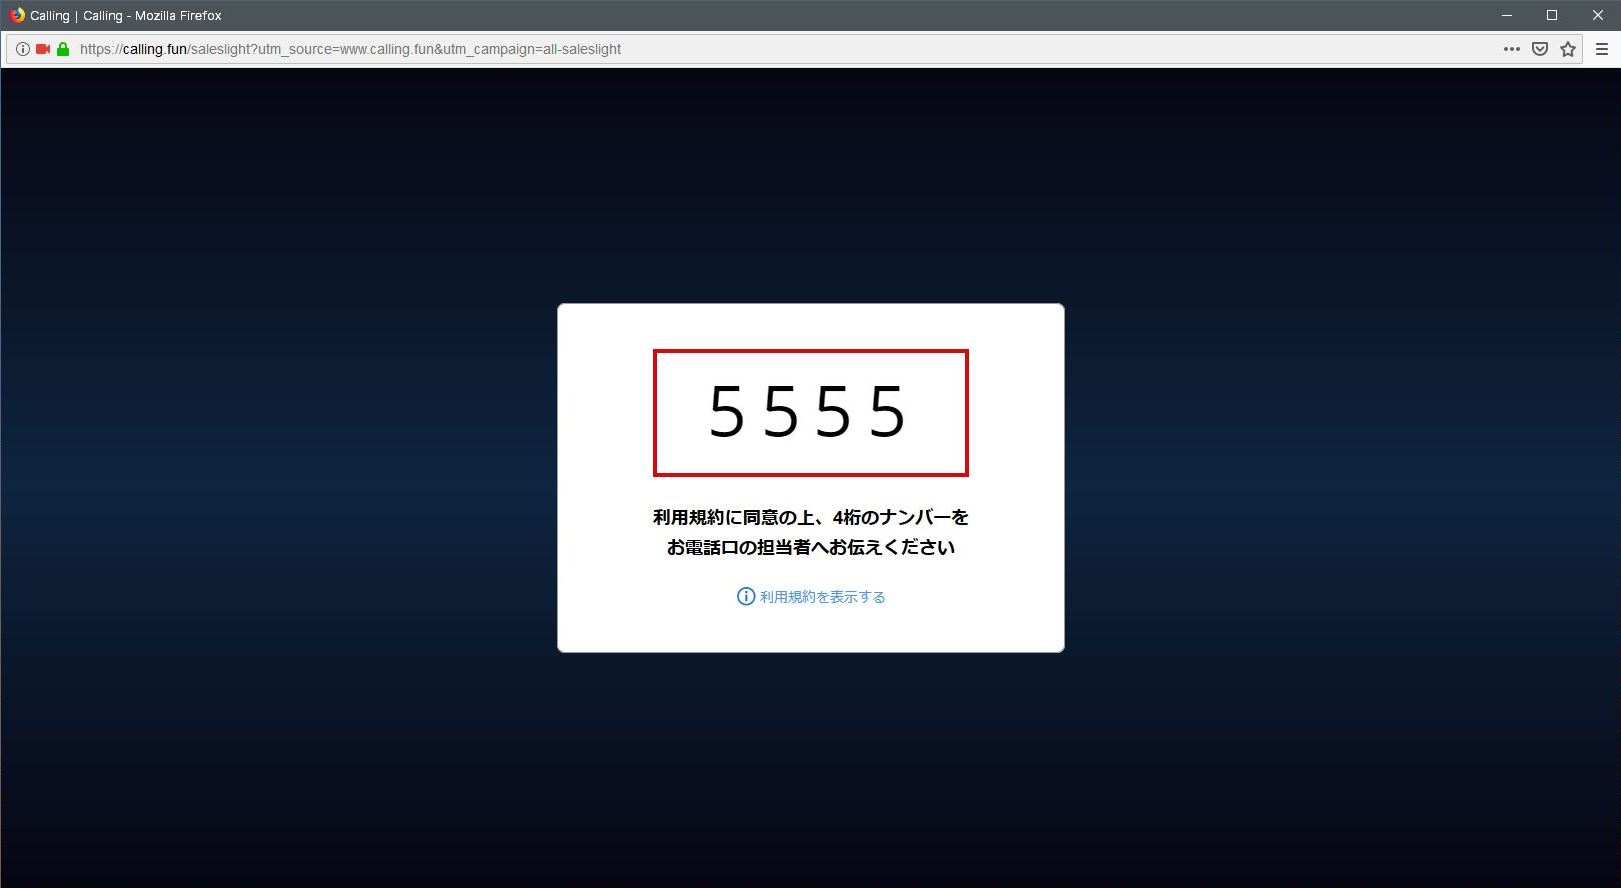 Calling | Calling - Mozilla Firefox
https://calling.fun/saleslight?utm_source=www.calling.fun&utm_campaign=all-saleslight
5555
利用規約に同意の上、4桁のナンバーを
お電話口の担当者へお伝えください
利用規約を表示する